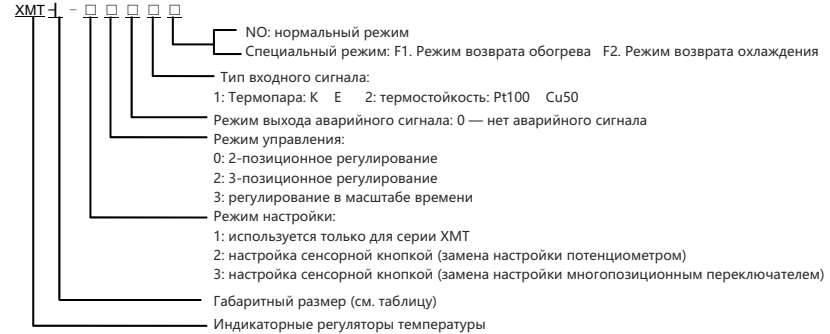 XMT - □ □ □ □ □
NO: нормальный режим
Специальный режим: F1. Режим возврата обогрева F2. Режим возврата охлаждения
Тип входного сигнала:
1: Термопара: K E 2: термостойкость: Pt100 Cu50
Режим выхода аварийного сигнала: 0 — нет аварийного сигнала
Режим управления:
0: 2-позиционное регулирование
2: 3-позиционное регулирование
3: регулирование в масштабе времени
Режим настройки:
1: используется только для серии XMT
2: настройка сенсорной кнопкой (замена настройки потенциометром)
3: настройка сенсорной кнопкой (замена настройки многопозиционным переключателем)
Габаритный размер (см. таблицу)
Индикаторные регуляторы температуры